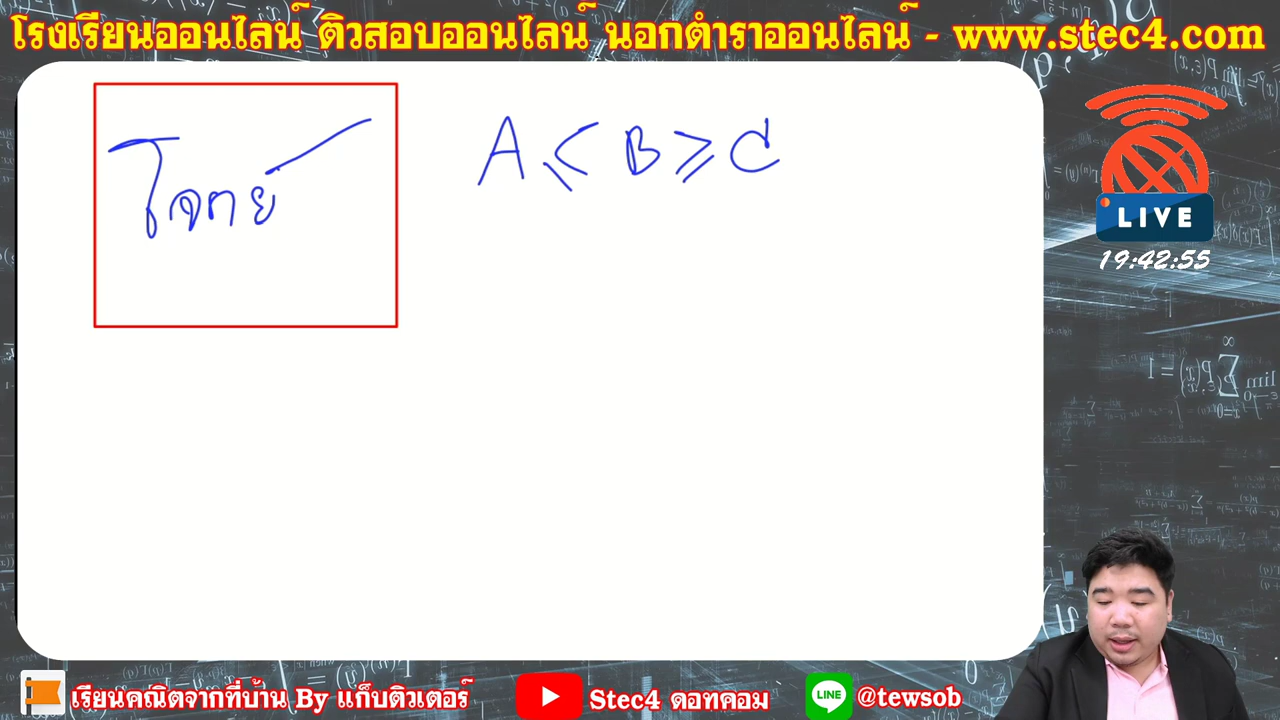 โรงเรียนออนไลน์ ติวสอบออนไลน์ นอกตำราออนไลน์ - www.stec4.com
โจทย์
A ≤ B ≥ C
LIVE
19:42:55
เรียนคณิตจากที่บ้าน By แก็บติวเตอร์
Stec4 ดอทคอม
LINE
@tewsob